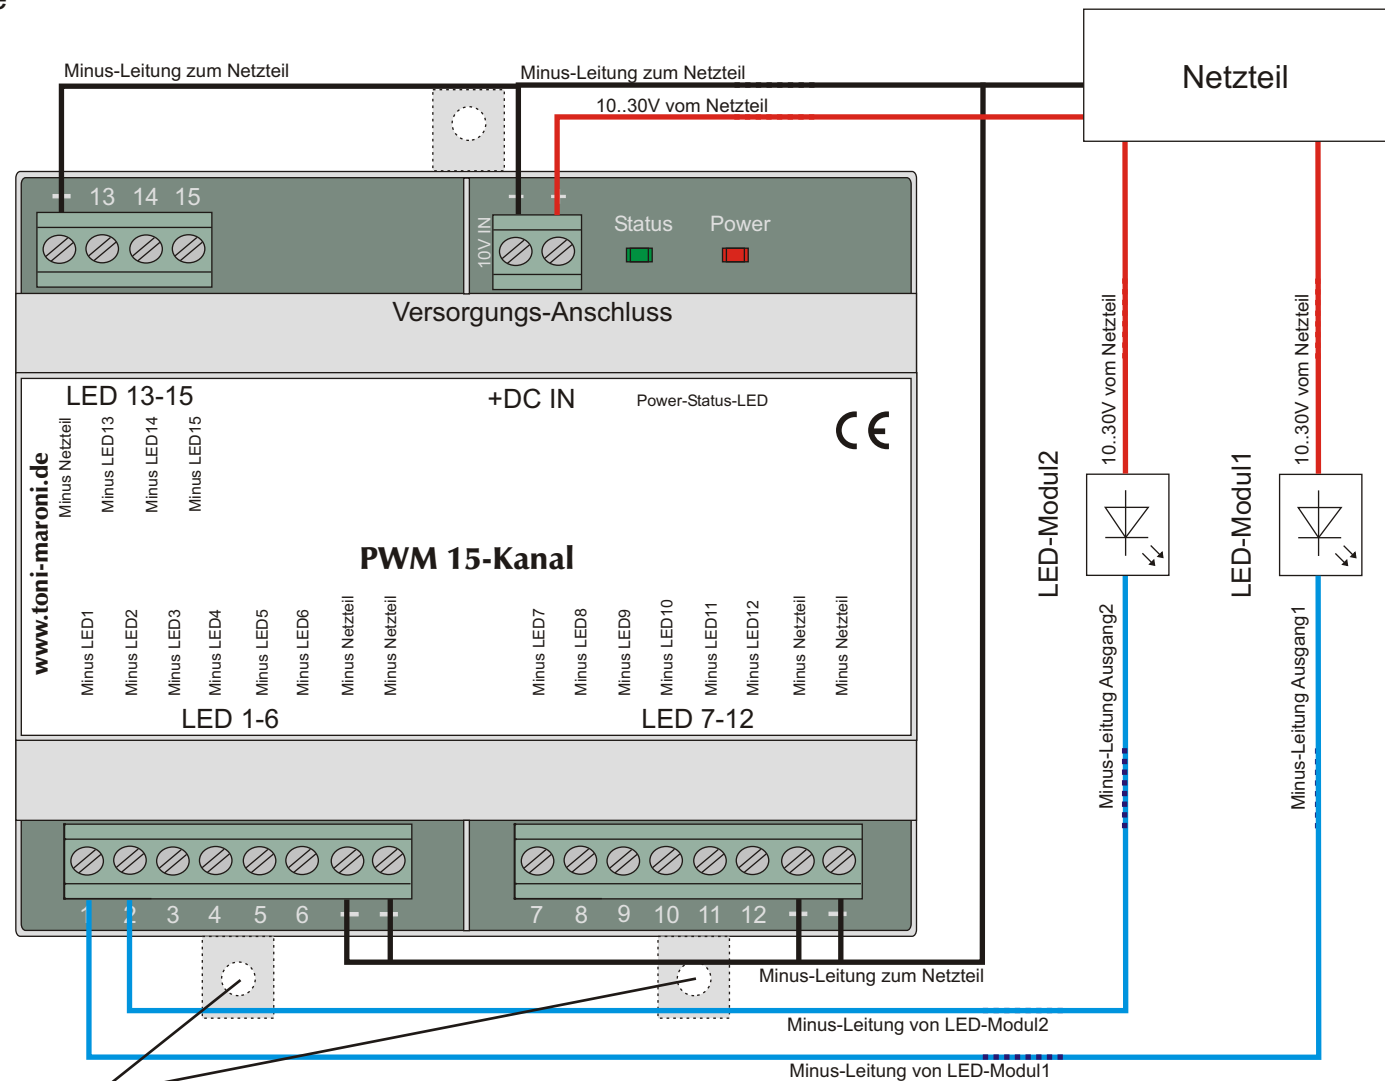 Minus-Leitung zum Netzteil
Minus-Leitung zum Netzteil
10..30V vom Netzteil
Netzteil
13 14 15
10V IN
Status
Power
Versorgungs-Anschluss
LED 13-15
+DC IN
Power-Status-LED
CE
www.toni-maroni.de
Minus Netzteil
Minus LED13
Minus LED14
Minus LED15
PWM 15-Kanal
Minus LED1
Minus LED2
Minus LED3
Minus LED4
Minus LED5
Minus LED6
Minus Netzteil
Minus Netzteil
Minus LED7
Minus LED8
Minus LED9
Minus LED10
Minus LED11
Minus LED12
Minus Netzteil
Minus Netzteil
LED 1-6
LED 7-12
1 2 3 4 5 6
7 8 9 10 11 12
10..30V vom Netzteil
10..30V vom Netzteil
LED-Modul2
LED-Modul1
Minus-Leitung Ausgang2
Minus-Leitung Ausgang1
Minus-Leitung zum Netzteil
Minus-Leitung von LED-Modul2
Minus-Leitung von LED-Modul1